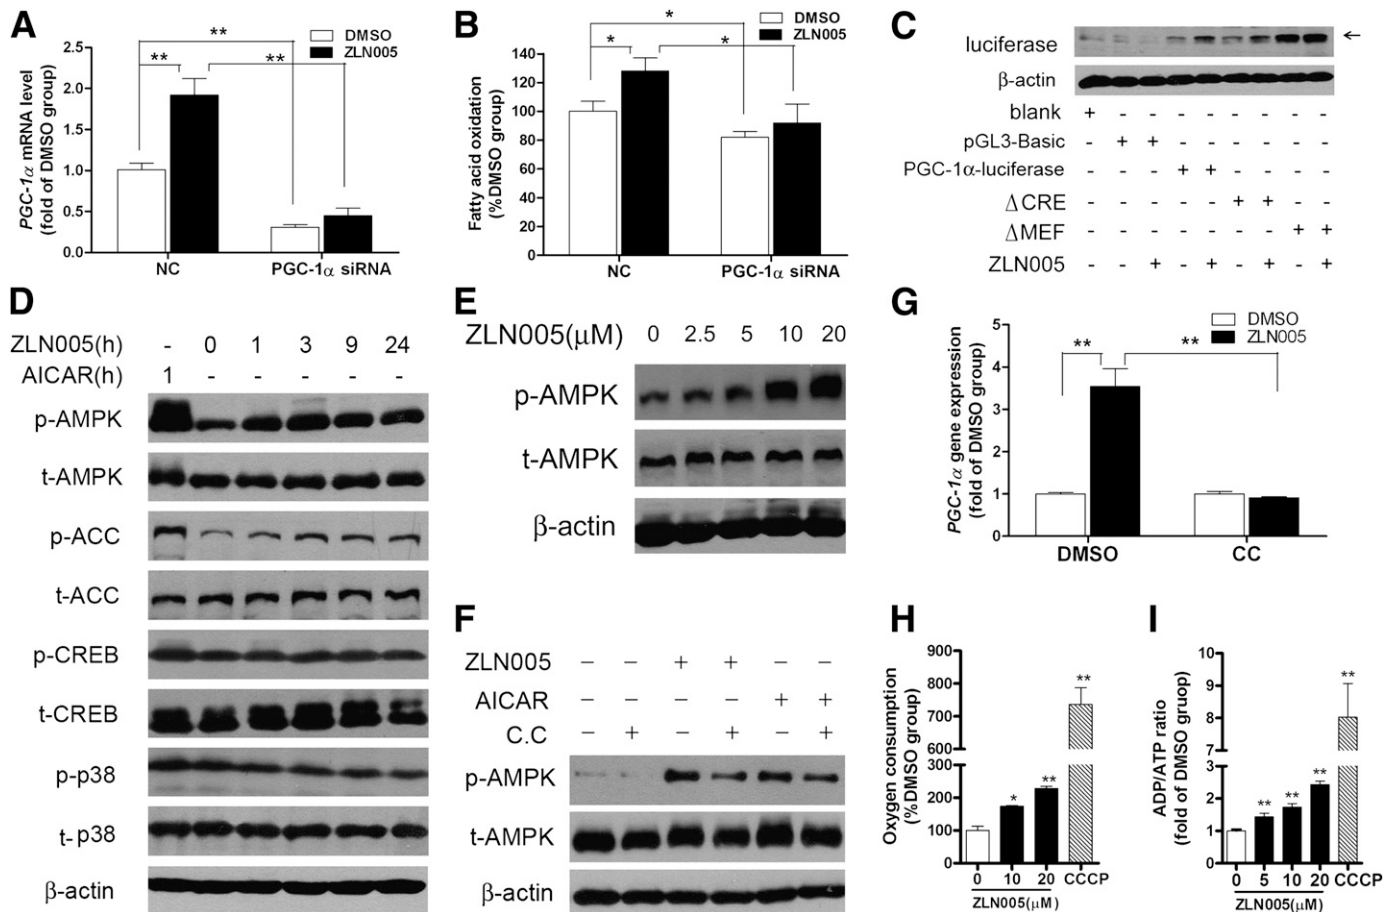 A
DMSO
ZLN005
PGC-1α mRNA level
(fold of DMSO group)
2.5
2.0
1.5
1.0
0.5
0.0
**
**
**
NC
PGC-1α siRNA
B
DMSO
ZLN005
Fatty acid oxidation
(%DMSO group)
140
120
100
80
60
40
20
0
*
*
*
NC
PGC-1α siRNA
C
luciferase
←
β-actin
blank + - - - - - - - -
pGL3-Basic - + + - - - - - -
PGC-1α-luciferase - - - + + - - - -
ΔCRE - - - - - + + - -
ΔMEF - - - - - - - + +
ZLN005 - - + - + - + - +
D
ZLN005(h) - 0 1 3 9 24
AICAR(h) 1 - - - - -
p-AMPK
t-AMPK
p-ACC
t-ACC
p-CREB
t-CREB
p-p38
t-p38
β-actin
E
ZLN005(μM) 0 2.5 5 10 20
p-AMPK
t-AMPK
β-actin
F
ZLN005 − − + + − −
AICAR − − − − + +
C.C − + − + − +
p-AMPK
t-AMPK
β-actin
G
DMSO
ZLN005
PGC-1α gene expression
(fold of DMSO group)
5
4
3
2
1
0
**
**
DMSO
CC
H
Oxygen consumption
(%DMSO group)
900
800
700
600
300
200
100
0
*
**
**
0 10 20 CCCP
ZLN005(μM)
I
ADP/ATP ratio
(fold of DMSO gruop)
10
9
8
7
3
2
1
0
**
**
**
**
0 5 10 20 CCCP
ZLN005(μM)